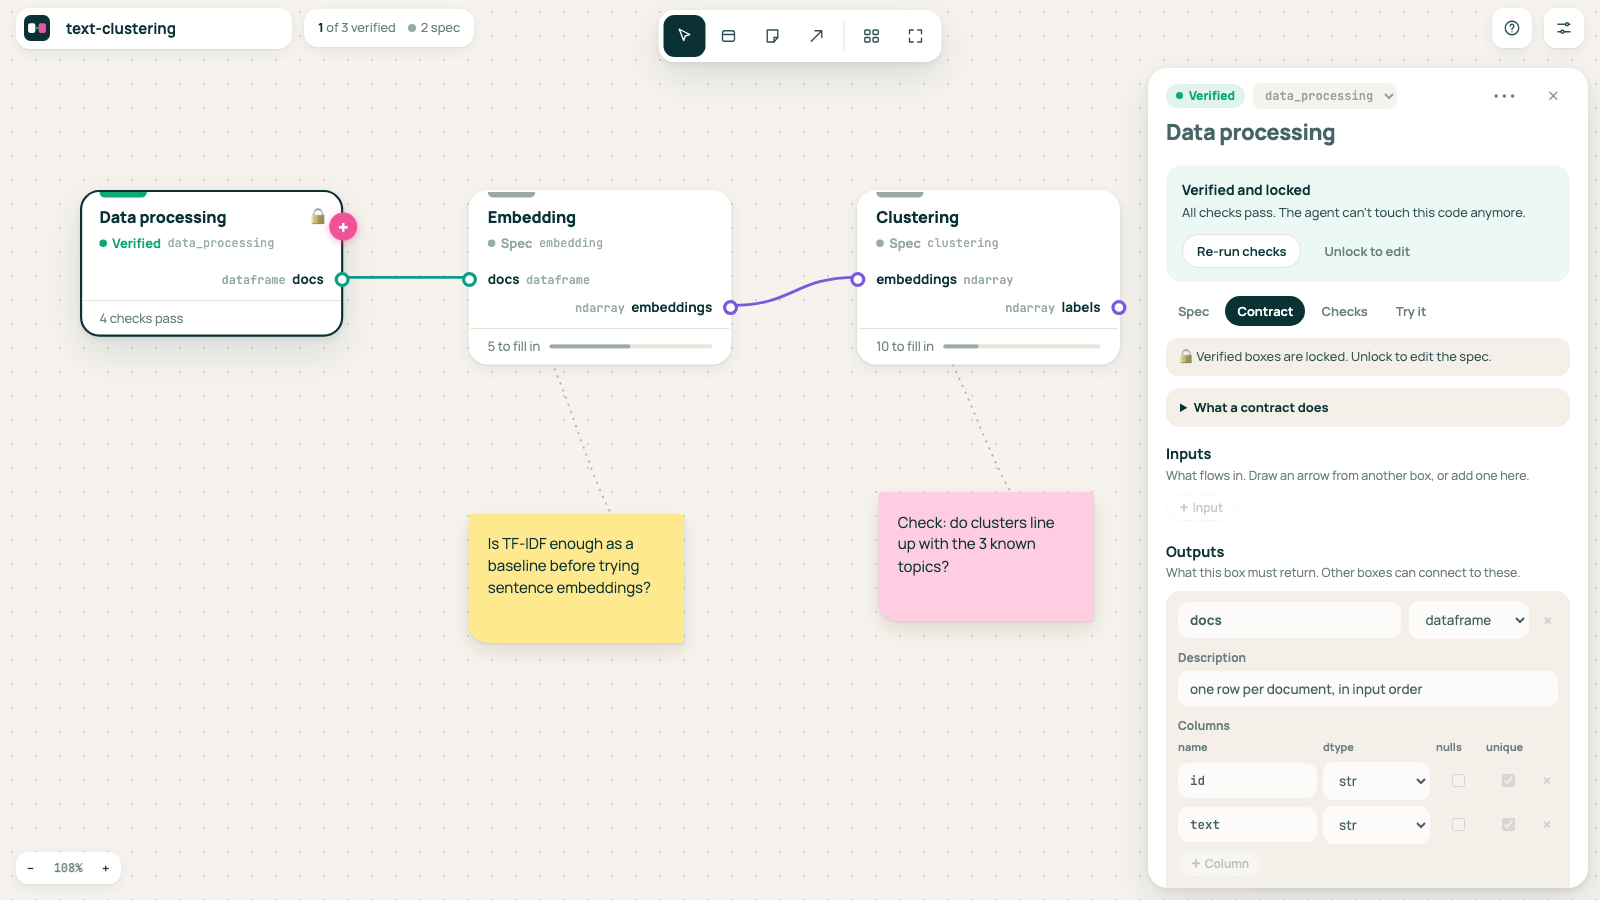 text-clustering
1 of 3 verified 2 spec
Data processing
Verified data_processing
dataframe docs
4 checks pass
Embedding
Spec embedding
docs dataframe
ndarray embeddings
5 to fill in
Clustering
Spec clustering
embeddings ndarray
ndarray labels
10 to fill in
Is TF-IDF enough as a
baseline before trying
sentence embeddings?
Check: do clusters line
up with the 3 known
topics?
− 108% +
Verified data_processing
Data processing
Verified and locked
All checks pass. The agent can't touch this code anymore.
Re-run checks Unlock to edit
Spec Contract Checks Try it
Verified boxes are locked. Unlock to edit the spec.
What a contract does
Inputs
What flows in. Draw an arrow from another box, or add one here.
+ Input
Outputs
What this box must return. Other boxes can connect to these.
docs dataframe ×
Description
one row per document, in input order
Columns
name dtype nulls unique
id str ×
text str ×
+ Column